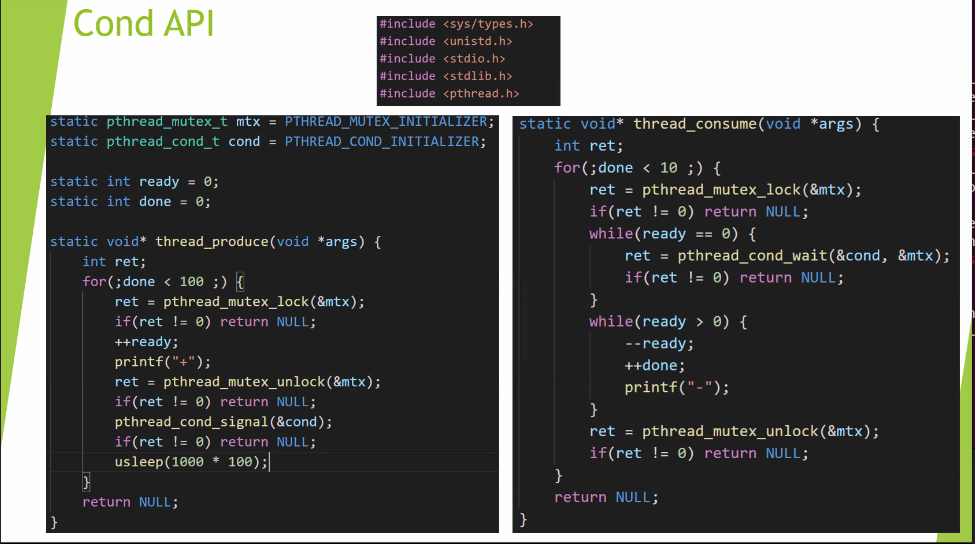 Cond API
#include <sys/types.h>
#include <unistd.h>
#include <stdio.h>
#include <stdlib.h>
#include <pthread.h>
static pthread_mutex_t mtx = PTHREAD_MUTEX_INITIALIZER;
static pthread_cond_t cond = PTHREAD_COND_INITIALIZER;
static int ready = 0;
static int done = 0;
static void* thread_produce(void *args) {
int ret;
for(;done < 100 ;) {
ret = pthread_mutex_lock(&mtx);
if(ret != 0) return NULL;
++ready;
printf("+");
ret = pthread_mutex_unlock(&mtx);
if(ret != 0) return NULL;
pthread_cond_signal(&cond);
if(ret != 0) return NULL;
usleep(1000 * 100);
}
return NULL;
}
static void* thread_consume(void *args) {
int ret;
for(;done < 10 ;) {
ret = pthread_mutex_lock(&mtx);
if(ret != 0) return NULL;
while(ready == 0) {
ret = pthread_cond_wait(&cond, &mtx);
if(ret != 0) return NULL;
}
while(ready > 0) {
--ready;
++done;
printf("-");
}
ret = pthread_mutex_unlock(&mtx);
if(ret != 0) return NULL;
}
return NULL;
}